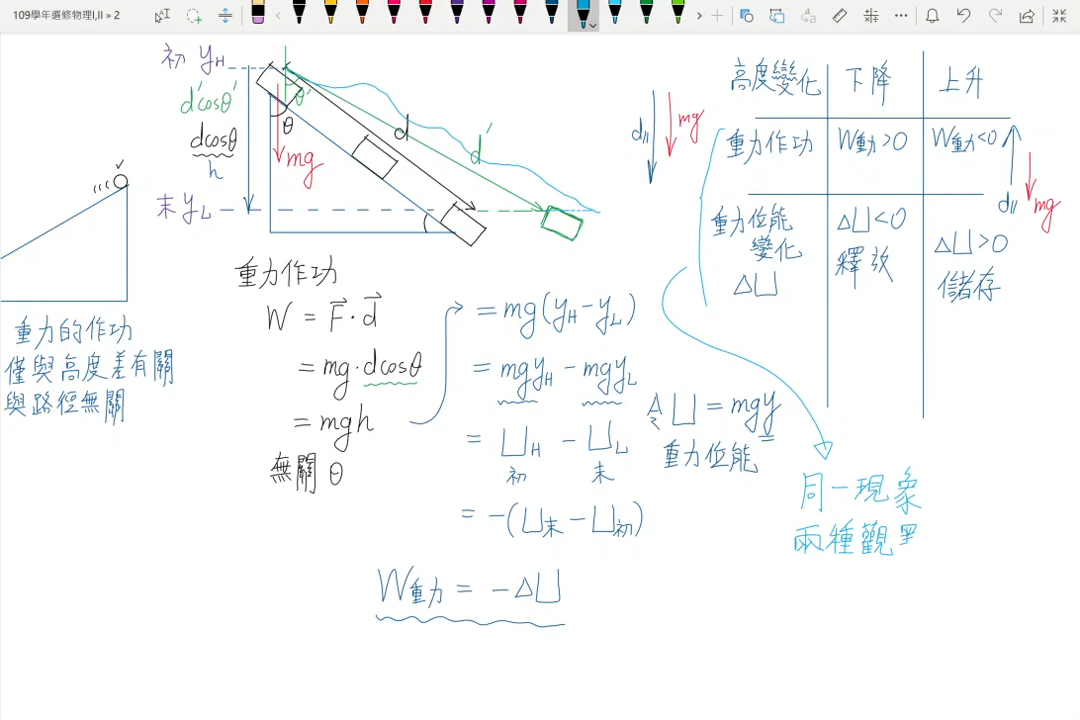 109學年選修物理I,II » 2
初 yH
d'cosθ'
dcosθ
h
末 yL
θ'
θ
mg
d
d'
重力的作功
僅與高度差有關
與路徑無關
重力作功
W = F⃗·d⃗
= mg·dcosθ
= mgh
無關 θ
= mg(yH − yL)
= mgyH − mgyL
= UH − UL
初 末
= −(U末 − U初)
W重力 = −ΔU
U = mgy
重力位能
d∥
mg
高度變化 下降 上升
重力作功 W重力>0 W重力<0
重力位能
變化
ΔU
ΔU<0
釋放
ΔU>0
儲存
d∥
mg
同一現象
兩種觀